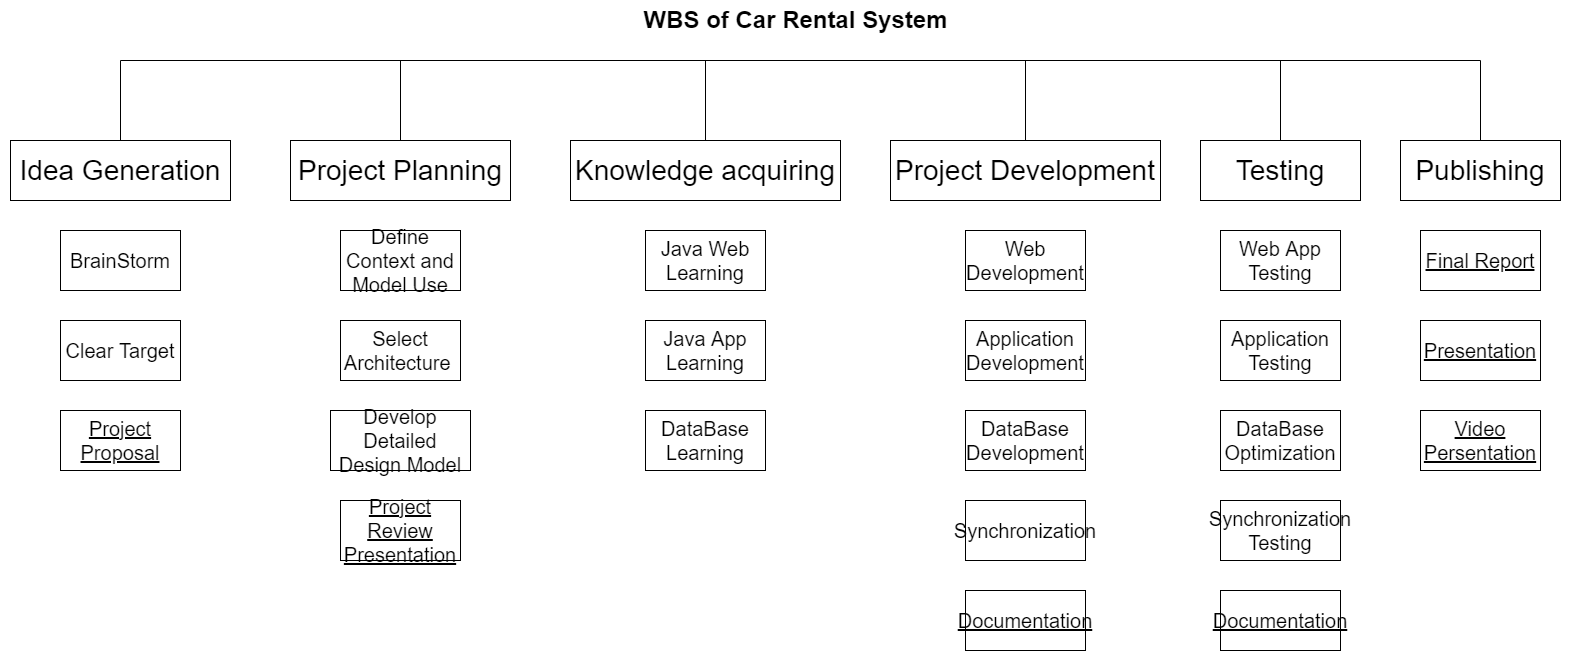 WBS of Car Rental System
Idea Generation
BrainStorm
Clear Target
Project
Proposal
Project Planning
Define
Context and
Model Use
Select
Architecture
Develop
Detailed
Design Model
Project
Review
Presentation
Knowledge acquiring
Java Web
Learning
Java App
Learning
DataBase
Learning
Project Development
Web
Development
Application
Development
DataBase
Development
Synchronization
Documentation
Testing
Web App
Testing
Application
Testing
DataBase
Optimization
Synchronization
Testing
Documentation
Publishing
Final Report
Presentation
Video
Persentation